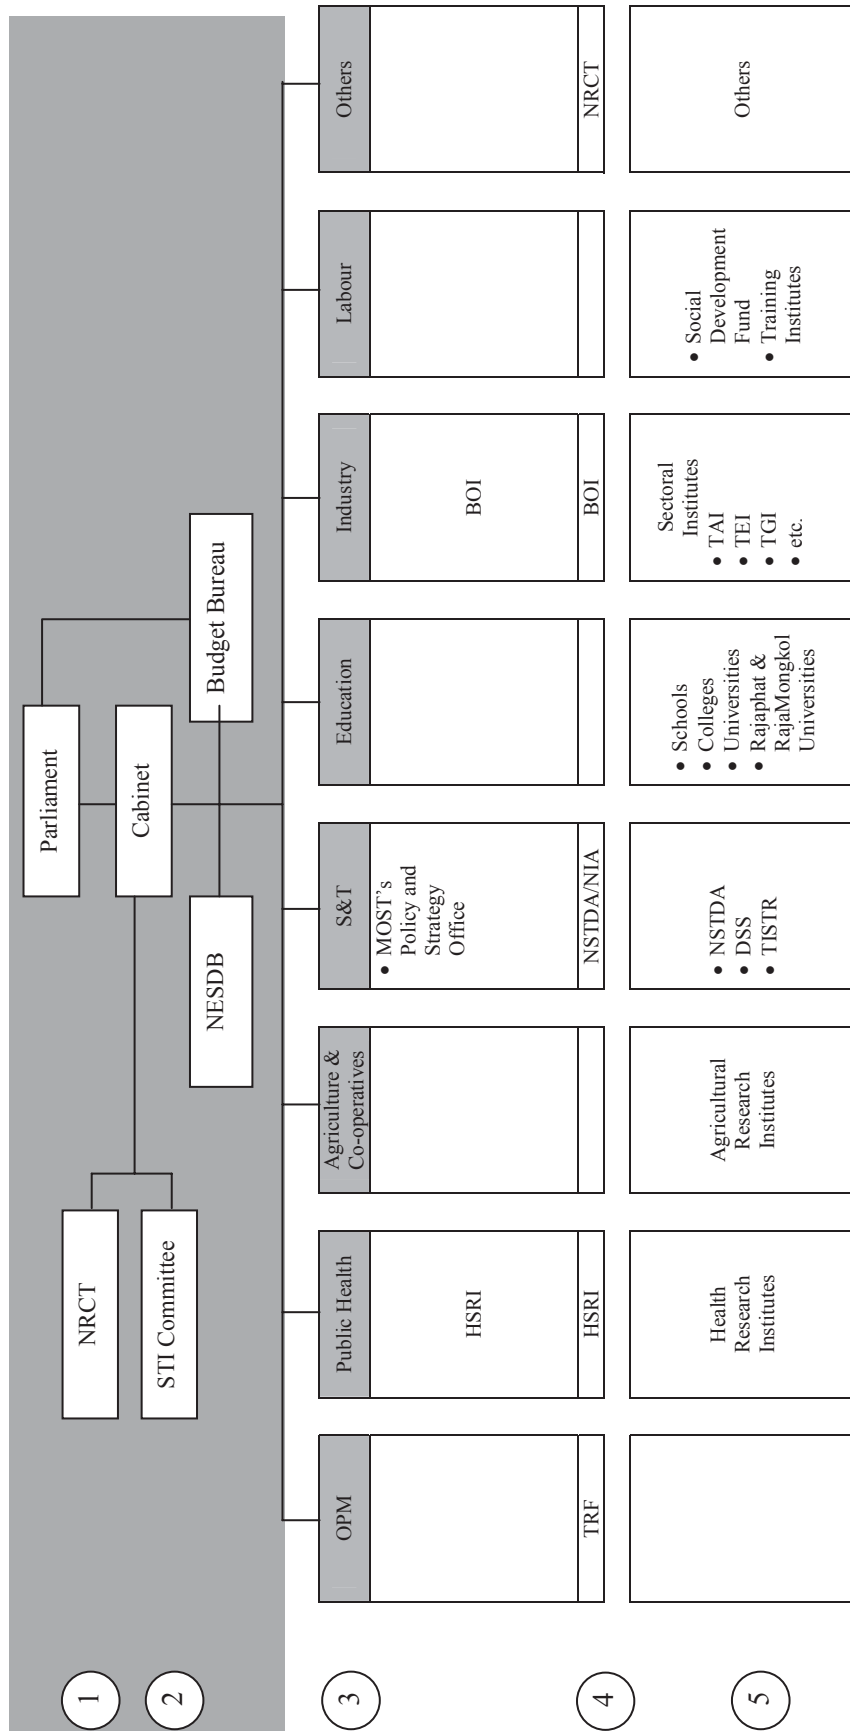 Parliament
Cabinet
NRCT
STI Committee
NESDB
Budget Bureau
1
2
3
OPM
Public Health
Agriculture &
Co-operatives
S&T
Education
Industry
Labour
Others
HSRI
• MOST's
Policy and
Strategy
Office
BOI
4
TRF
HSRI
NSTDA/NIA
BOI
NRCT
5
Health
Research
Institutes
Agricultural
Research
Institutes
• NSTDA
• DSS
• TISTR
• Schools
• Colleges
• Universities
• Rajaphat &
RajaMongkol
Universities
Sectoral
Institutes
• TAI
• TEI
• TGI
• etc.
• Social
Development
Fund
• Training
Institutes
Others